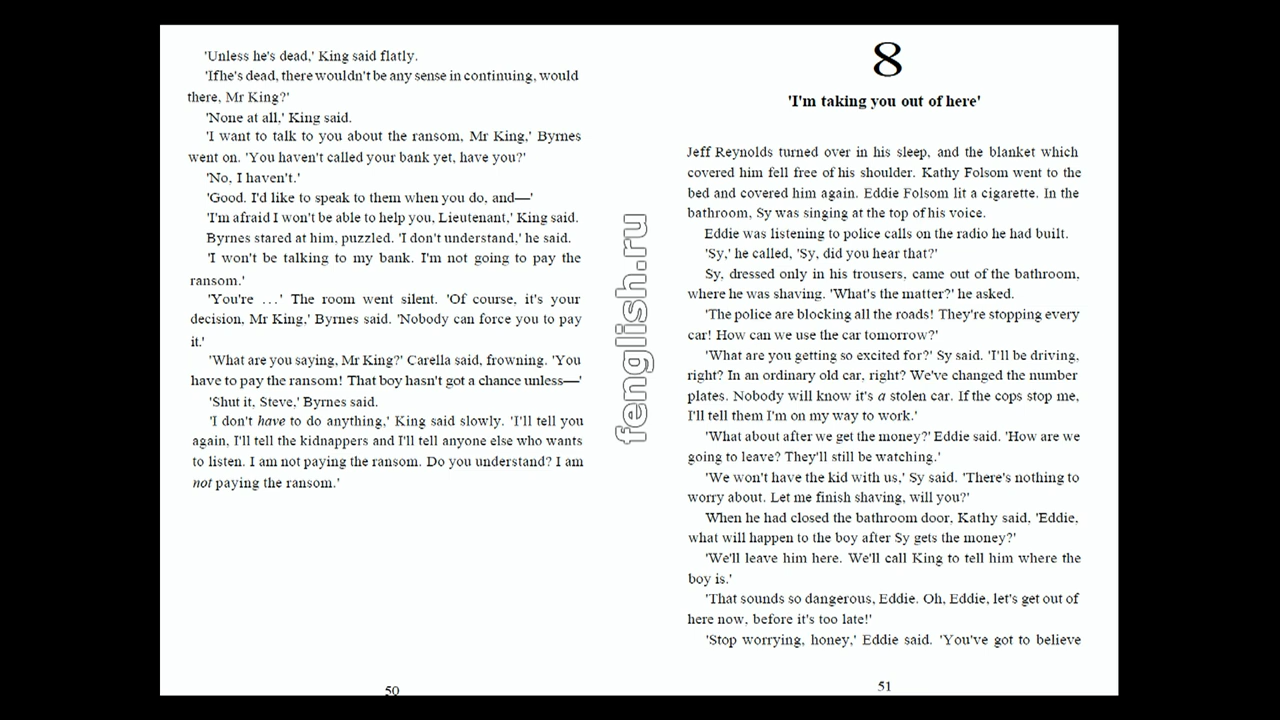 'Unless he's dead,' King said flatly.
'Ifhe's dead, there wouldn't be any sense in continuing, would
there, Mr King?'
'None at all,' King said.
'I want to talk to you about the ransom, Mr King,' Byrnes
went on. 'You haven't called your bank yet, have you?'
'No, I haven't.'
'Good. I'd like to speak to them when you do, and—'
'I'm afraid I won't be able to help you, Lieutenant,' King said.
Byrnes stared at him, puzzled. 'I don't understand,' he said.
'I won't be talking to my bank. I'm not going to pay the
ransom.'
'You're ...' The room went silent. 'Of course, it's your
decision, Mr King,' Byrnes said. 'Nobody can force you to pay
it.'
'What are you saying, Mr King?' Carella said, frowning. 'You
have to pay the ransom! That boy hasn't got a chance unless—'
'Shut it, Steve,' Byrnes said.
'I don't have to do anything,' King said slowly. 'I'll tell you
again, I'll tell the kidnappers and I'll tell anyone else who wants
to listen. I am not paying the ransom. Do you understand? I am
not paying the ransom.'
50
fenglish.ru
8
'I'm taking you out of here'
Jeff Reynolds turned over in his sleep, and the blanket which
covered him fell free of his shoulder. Kathy Folsom went to the
bed and covered him again. Eddie Folsom lit a cigarette. In the
bathroom, Sy was singing at the top of his voice.
Eddie was listening to police calls on the radio he had built.
'Sy,' he called, 'Sy, did you hear that?'
Sy, dressed only in his trousers, came out of the bathroom,
where he was shaving. 'What's the matter?' he asked.
'The police are blocking all the roads! They're stopping every
car! How can we use the car tomorrow?'
'What are you getting so excited for?' Sy said. 'I'll be driving,
right? In an ordinary old car, right? We've changed the number
plates. Nobody will know it's a stolen car. If the cops stop me,
I'll tell them I'm on my way to work.'
'What about after we get the money?' Eddie said. 'How are we
going to leave? They'll still be watching.'
'We won't have the kid with us,' Sy said. 'There's nothing to
worry about. Let me finish shaving, will you?'
When he had closed the bathroom door, Kathy said, 'Eddie,
what will happen to the boy after Sy gets the money?'
'We'll leave him here. We'll call King to tell him where the
boy is.'
'That sounds so dangerous, Eddie. Oh, Eddie, let's get out of
here now, before it's too late!'
'Stop worrying, honey,' Eddie said. 'You've got to believe
51